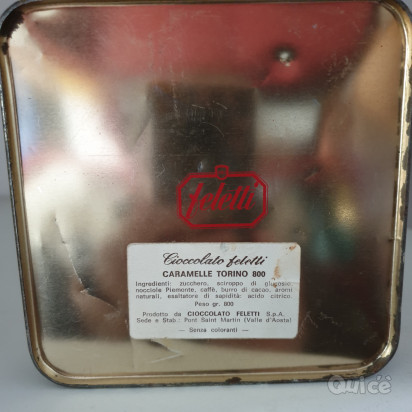 feletti
Cioccolato feletti
CARAMELLE TORINO 800
Ingredienti: zucchero, sciroppo di glucosio,
nocciola Piemonte, caffè, burro di cacao, aromi
naturali, esaltatore di sapidità: acido citrico.
Peso gr. 800
Prodotto da CIOCCOLATO FELETTI S.p.A.
Sede e Stab.: Pont Saint Martin (Valle d'Aosta)
— Senza coloranti —
Quicè